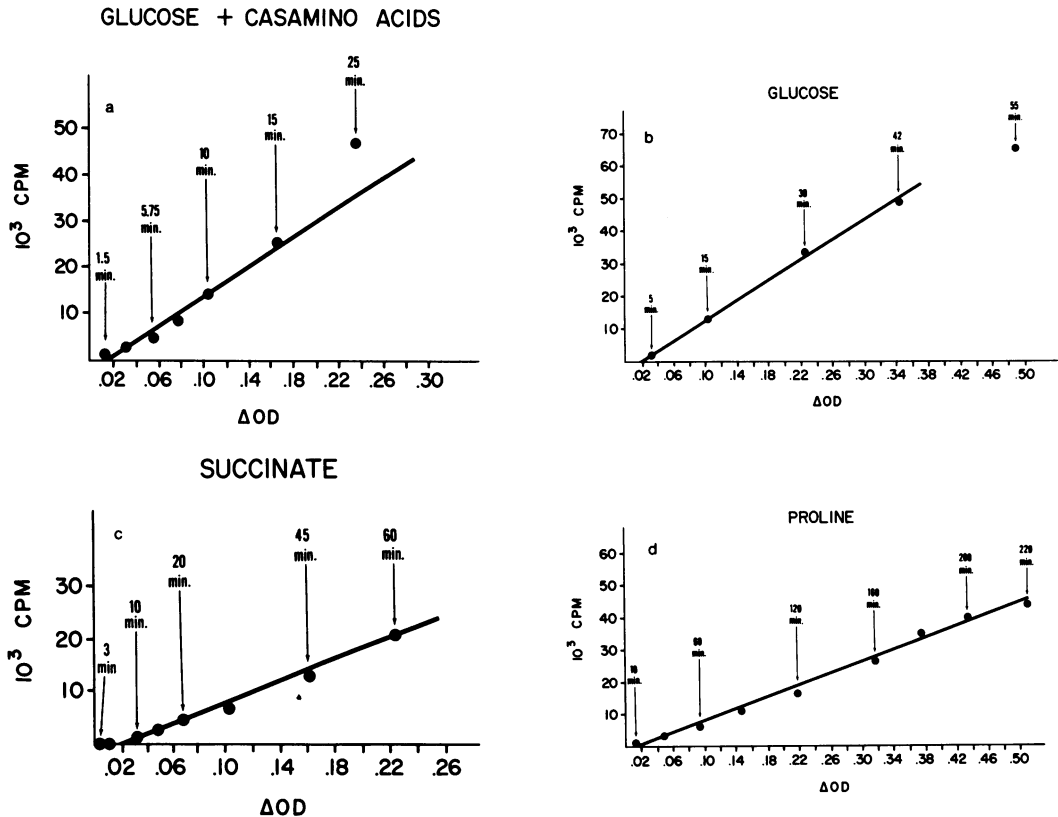 GLUCOSE + CASAMINO ACIDS
a
25
min.
15
min.
10
min.
5.75
min.
1.5
min.
50
40
30
20
10
10³ CPM
.02 .06 .10 .14 .18 .22 .26 .30
ΔOD
GLUCOSE
b
55
min.
42
min.
30
min.
15
min.
5
min.
70
60
50
40
30
20
10
10³ CPM
.02 .06 .10 .14 .18 .22 .26 .30 .34 .38 .42 .46 .50
ΔOD
SUCCINATE
c
45
min.
60
min.
20
min.
10
min.
3
min
30
20
10
10³ CPM
.02 .06 .10 .14 .18 .22 .26
ΔOD
PROLINE
d
200
min.
220
min.
160
min.
120
min.
60
min.
10
min.
60
50
40
30
20
10
10³ CPM
.02 .06 .10 .14 .18 .22 .26 .30 .34 .38 .42 .46 .50
ΔOD